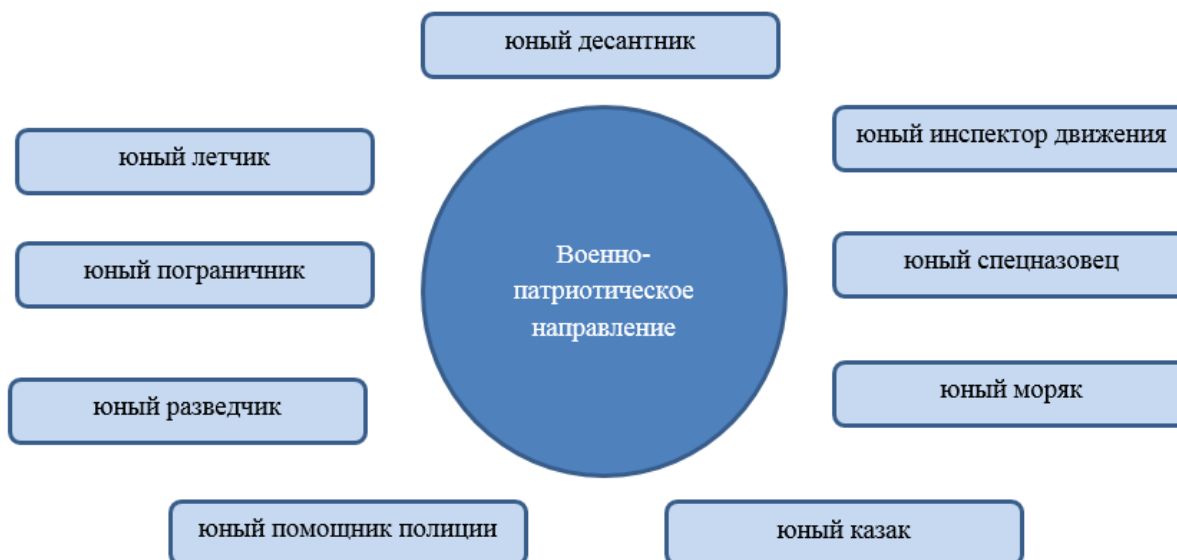 юный десантник
юный инспектор движения
юный летчик
юный пограничник
Военно-
патриотическое
направление
юный спецназовец
юный разведчик
юный моряк
юный помощник полиции
юный казак